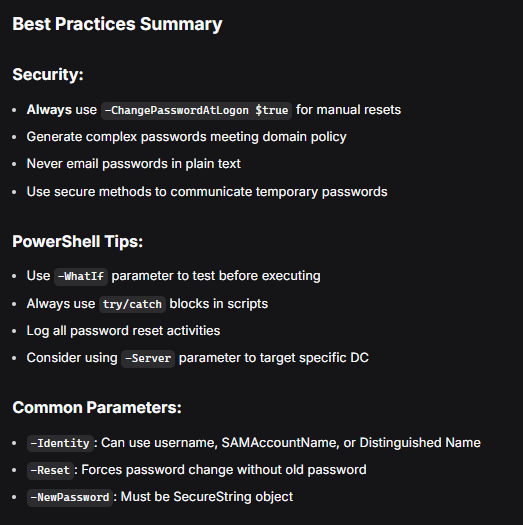 Best Practices Summary
Security:
• Always use -ChangePasswordAtLogon $true for manual resets
• Generate complex passwords meeting domain policy
• Never email passwords in plain text
• Use secure methods to communicate temporary passwords
PowerShell Tips:
• Use -WhatIf parameter to test before executing
• Always use try/catch blocks in scripts
• Log all password reset activities
• Consider using -Server parameter to target specific DC
Common Parameters:
• -Identity: Can use username, SAMAccountName, or Distinguished Name
• -Reset: Forces password change without old password
• -NewPassword: Must be SecureString object